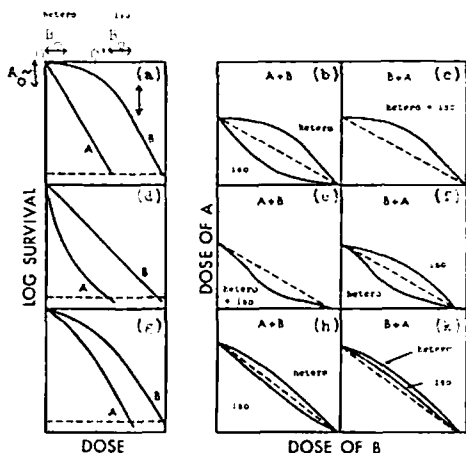 hetero iso
B B
(a)
A
B
A+B (b)
hetero
iso
B+A (c)
hetero + iso
(d)
A
B
A+B (e)
hetero
+ iso
B+A (f)
iso
hetero
(g)
A
B
A+B (h)
hetero
iso
B+A (k)
hetero
iso
LOG SURVIVAL
DOSE OF A
DOSE
DOSE OF B